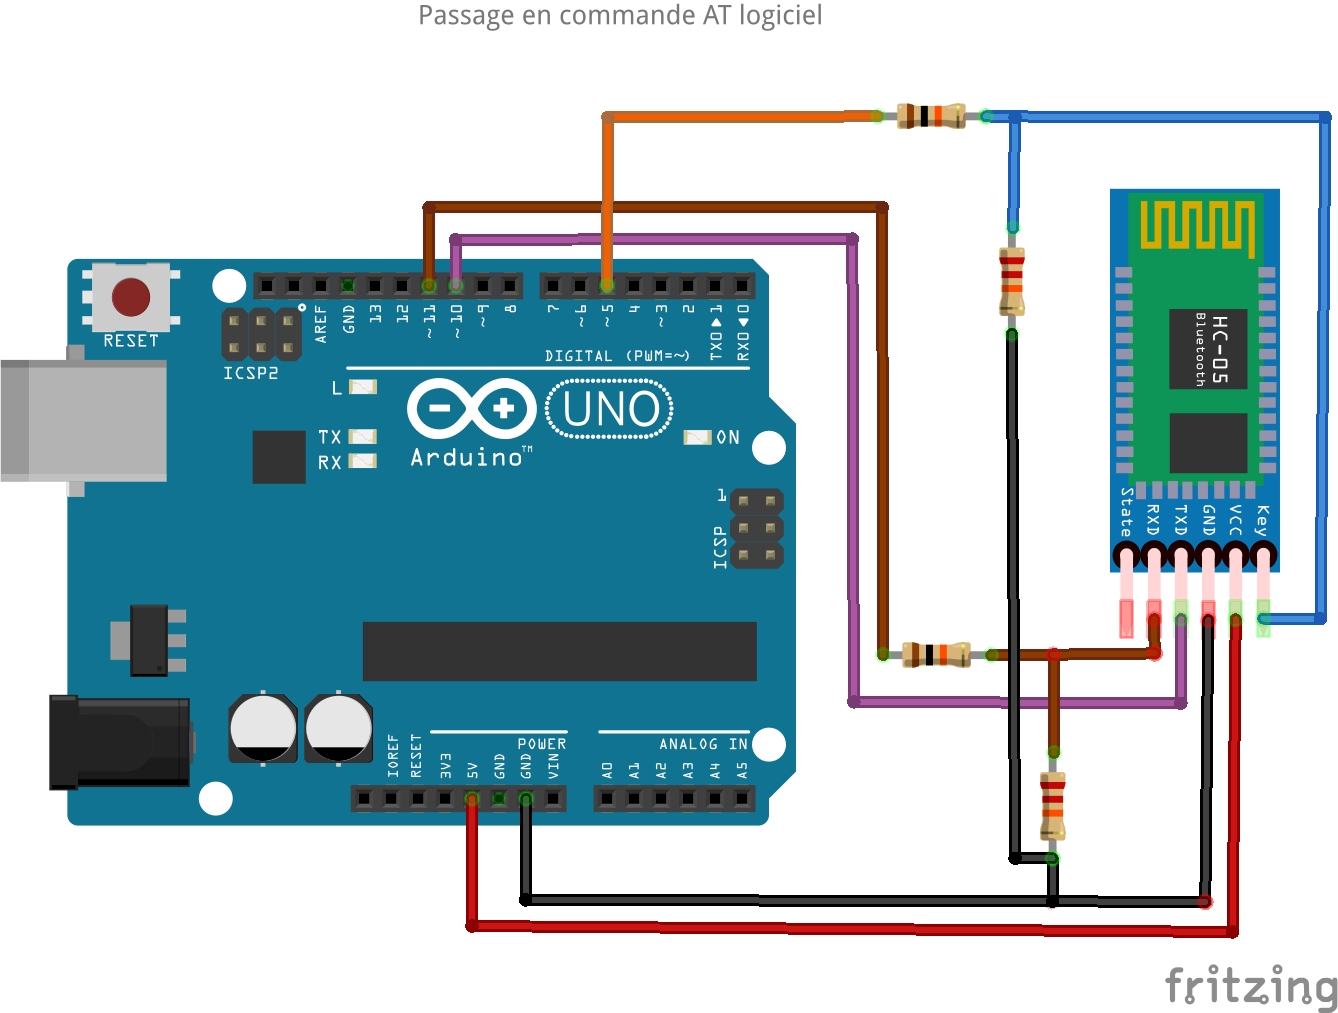 Passage en commande AT logiciel
RESET
ICSP2
AREF
GND
13
12
~11
~10
~9
8
7
~6
~5
4
~3
2
TX0▶1
RX0◀0
DIGITAL (PWM=~)
L
TX
RX
UNO
Arduino™
ON
1
ICSP
IOREF
RESET
3V3
5V
GND
GND
VIN
POWER
ANALOG IN
A0
A1
A2
A3
A4
A5
HC-05
Bluetooth
State
RXD
TXD
GND
VCC
Key
fritzing